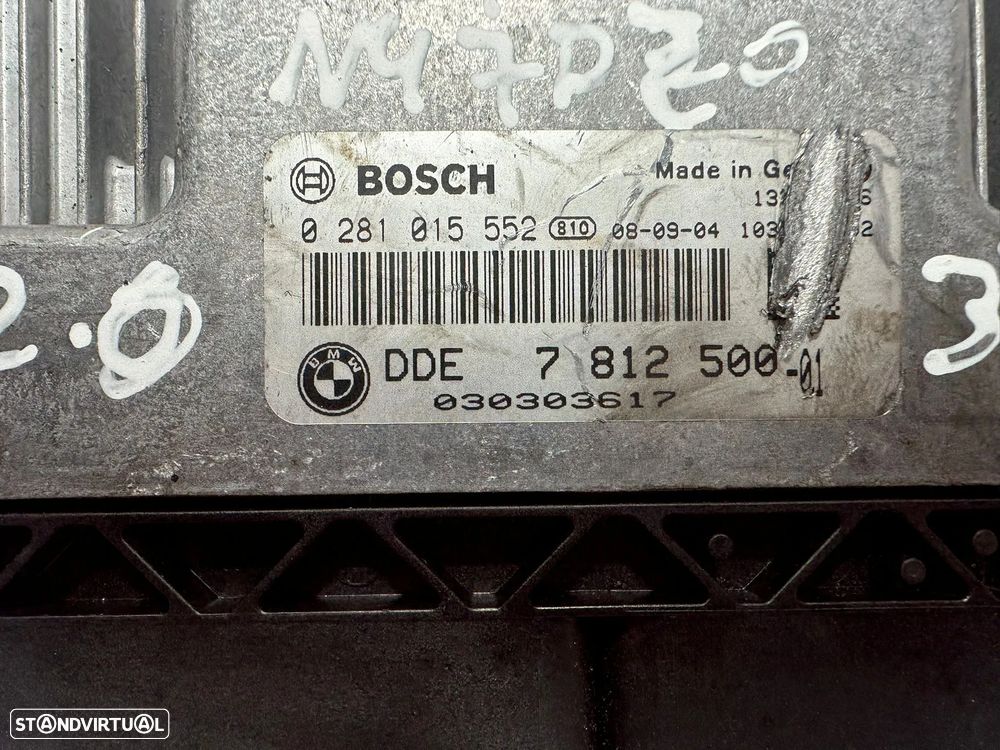 N47D20
BOSCH
Made in
0 281 015 552 810 08-09-04
2.0
3
BMW
DDE 7 812 500-01
030303617
STANDVIRTUAL